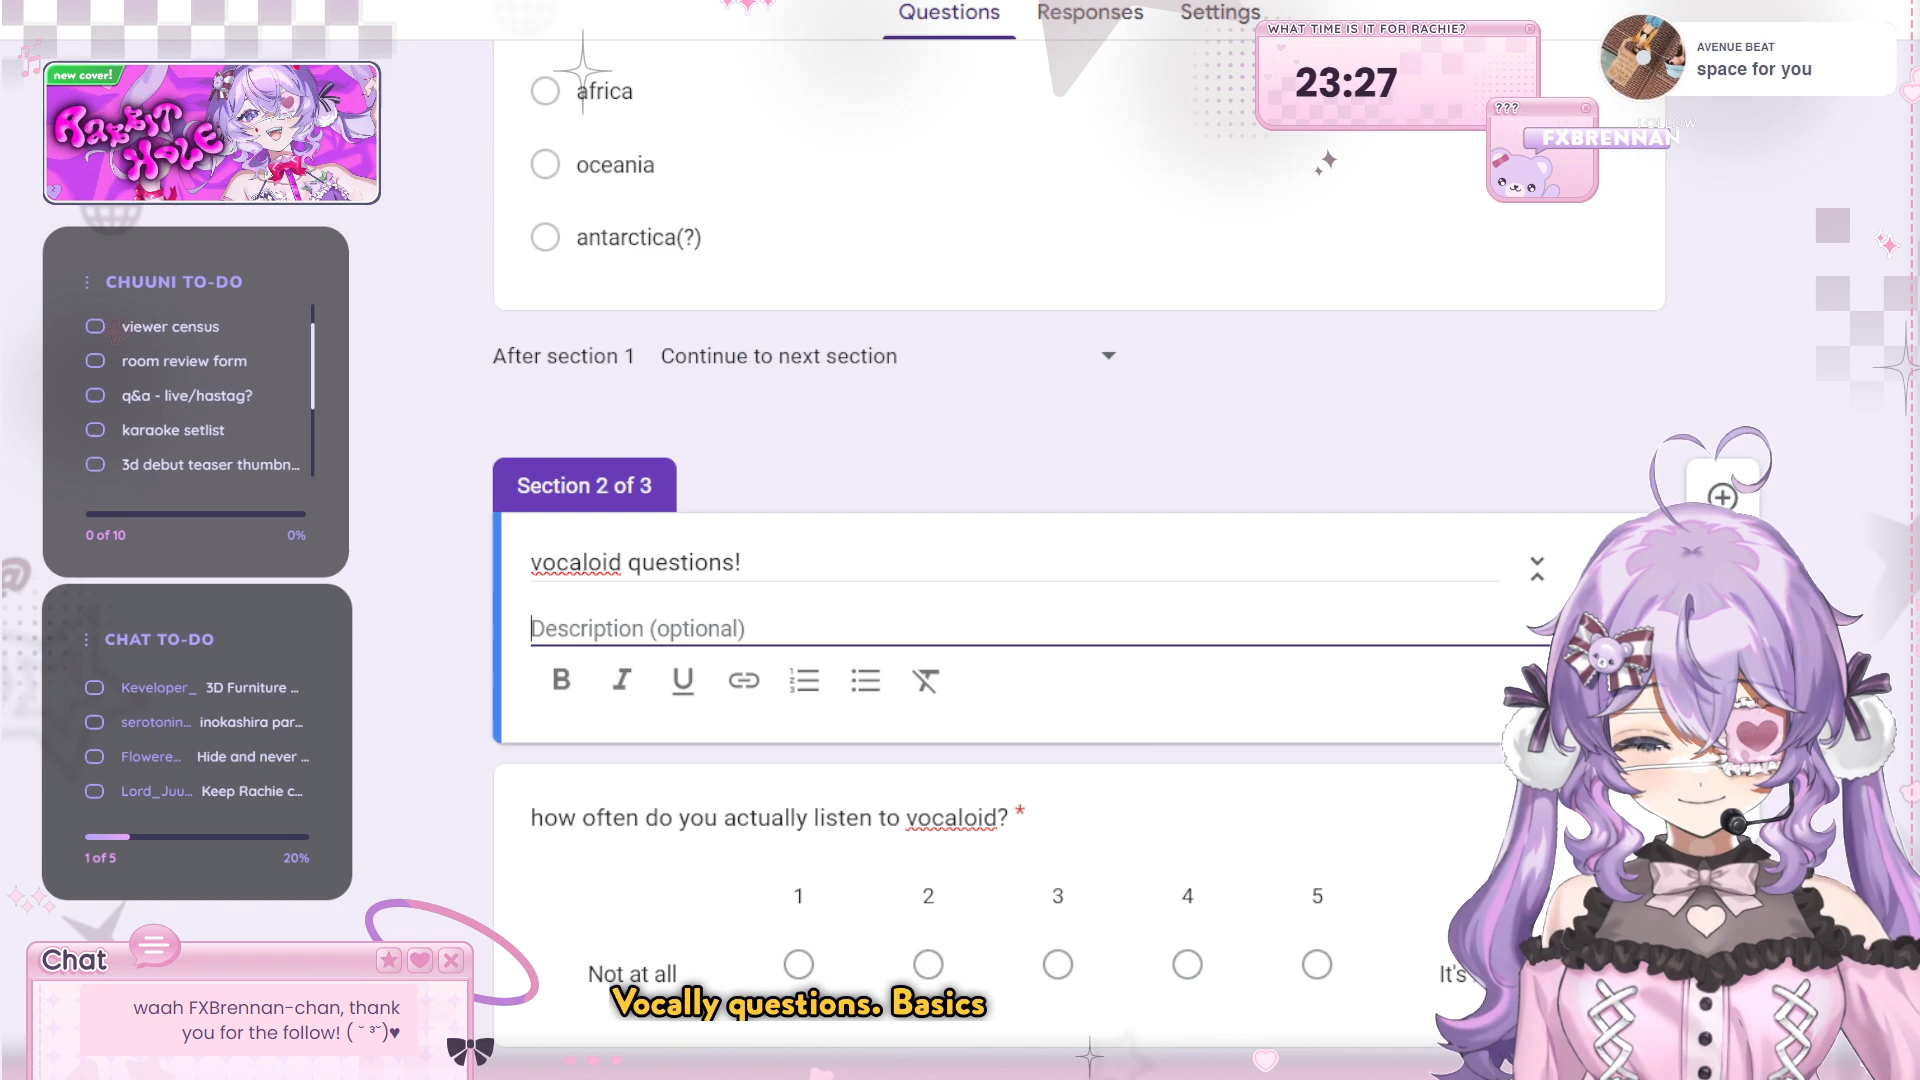 Questions
Responses
Settings
new cover!
RABBIT HOLE
WHAT TIME IS IT FOR RACHIE?
23:27
???
FOLLOW
FXBRENNAN
AVENUE BEAT
space for you
africa
oceania
antarctica(?)
After section 1 Continue to next section
CHUUNI TO-DO
viewer census
room review form
q&a - live/hastag?
karaoke setlist
3d debut teaser thumbn...
0 of 10 0%
CHAT TO-DO
Keveloper_ 3D Furniture ...
serotonin... inokashira par...
Flowere... Hide and never ...
Lord_Juu... Keep Rachie c...
1 of 5 20%
Section 2 of 3
vocaloid questions!
Description (optional)
B I U
how often do you actually listen to vocaloid? *
1 2 3 4 5
Not at all It's
Vocally questions. Basics
Chat
waah FXBrennan-chan, thank
you for the follow! ( ˘ ³˘)♥